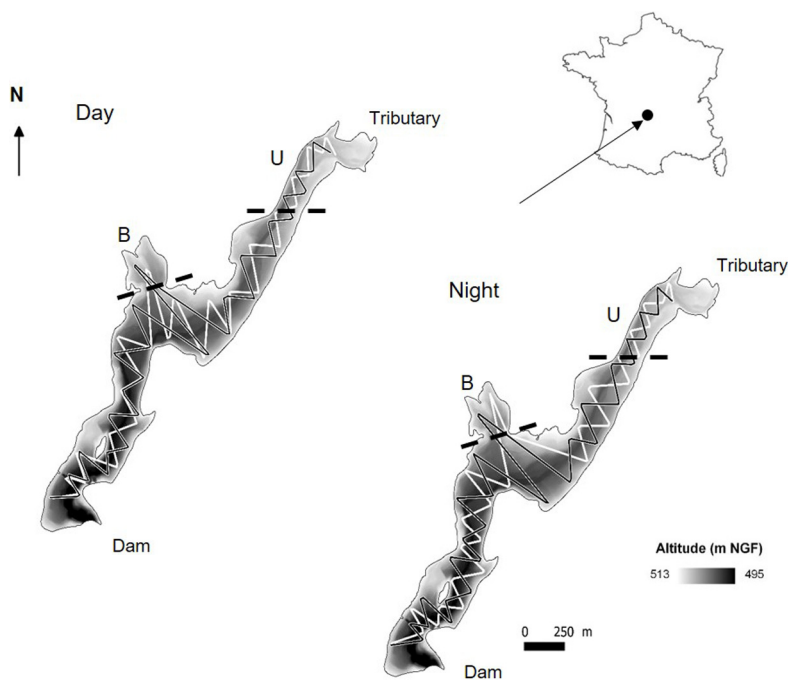 N
Day
Tributary
U
B
Dam
Night
Tributary
U
B
Altitude (m NGF)
513 495
0 250 m
Dam